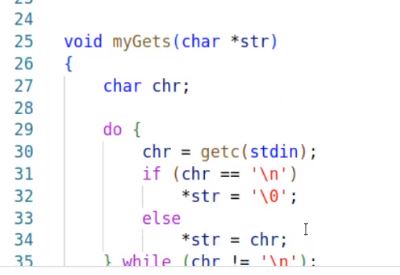 24
25 void myGets(char *str)
26 {
27 char chr;
28
29 do {
30 chr = getc(stdin);
31 if (chr == '\n')
32 *str = '\0';
33 else
34 *str = chr;
35 } while (chr != '\n');